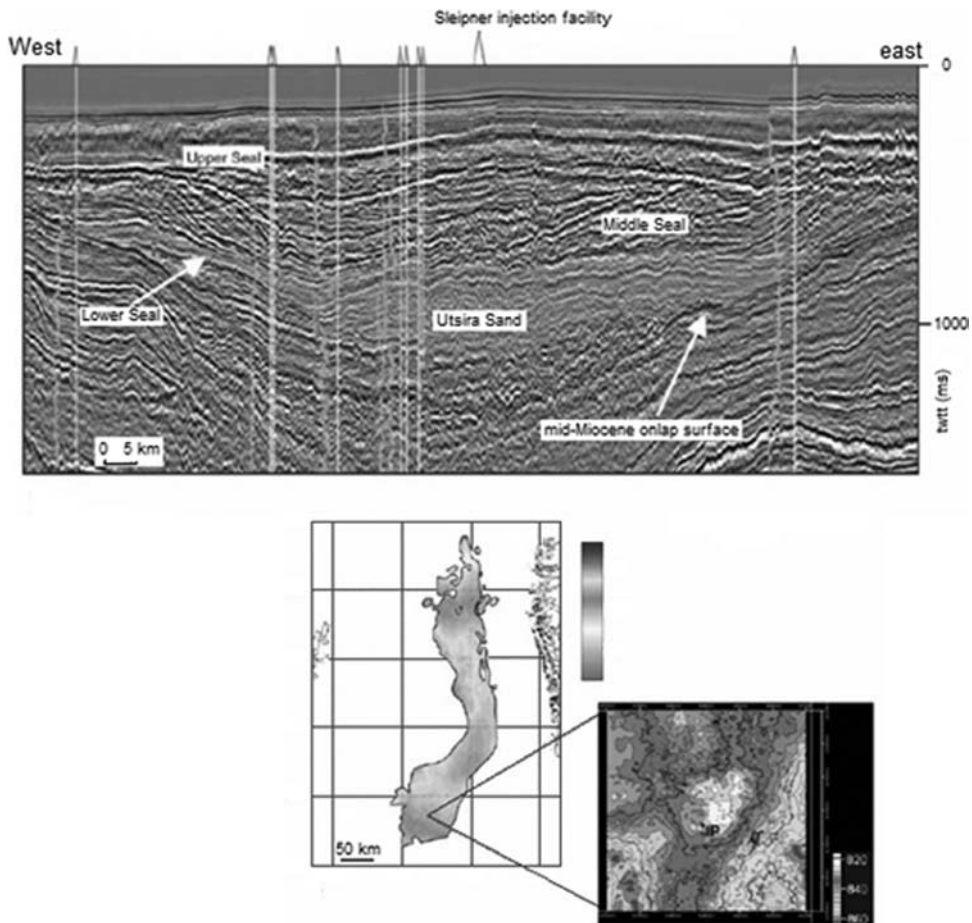 Sleipner injection facility
West
east
0
Upper Seal
Middle Seal
Lower Seal
Utsira Sand
1000
mid-Miocene onlap surface
twtt (ms)
0 5 km
50 km
IP
820
840
860